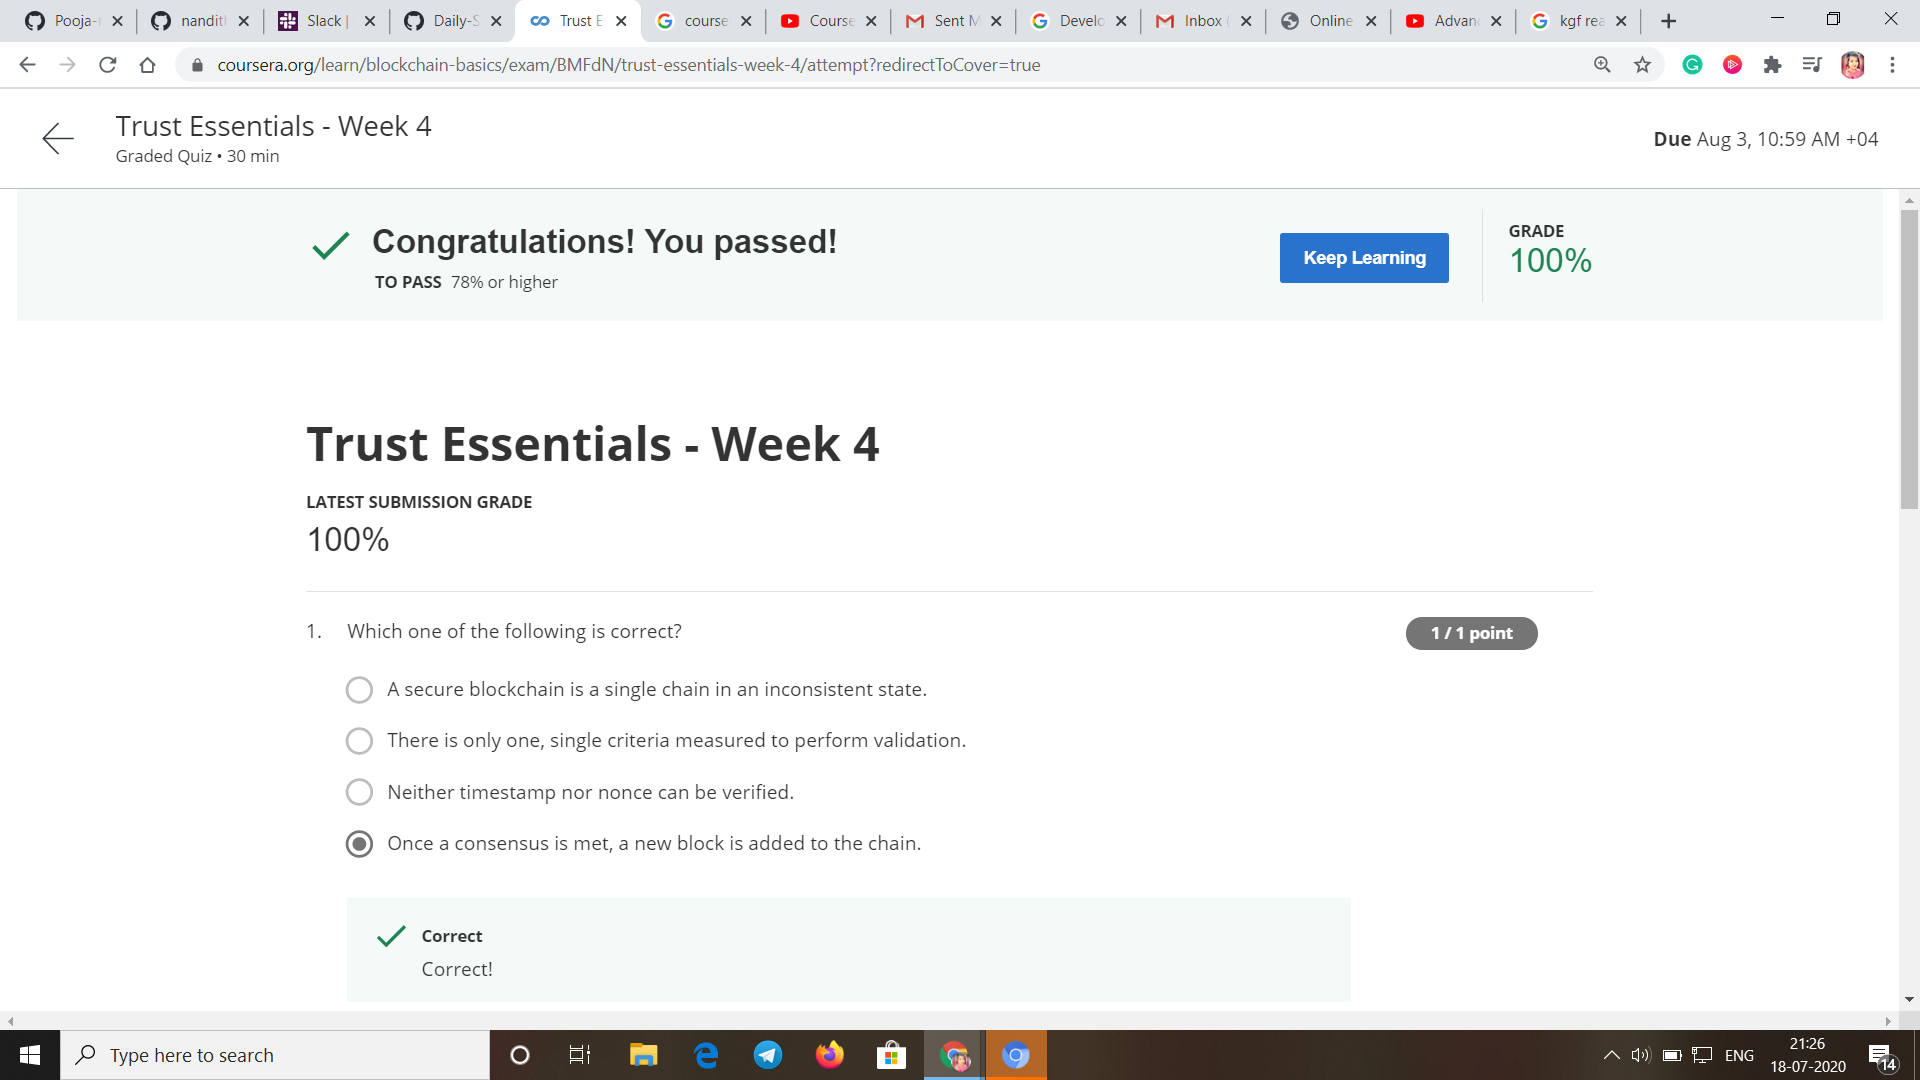 Pooja-
nandit
Slack |
Daily-S
Trust E
course
Course
Sent M
Develo
Inbox (
Online
Advan
kgf rea
coursera.org/learn/blockchain-basics/exam/BMFdN/trust-essentials-week-4/attempt?redirectToCover=true
Trust Essentials - Week 4
Graded Quiz • 30 min
Due Aug 3, 10:59 AM +04
Congratulations! You passed!
TO PASS 78% or higher
Keep Learning
GRADE
100%
Trust Essentials - Week 4
LATEST SUBMISSION GRADE
100%
1. Which one of the following is correct?
1 / 1 point
A secure blockchain is a single chain in an inconsistent state.
There is only one, single criteria measured to perform validation.
Neither timestamp nor nonce can be verified.
Once a consensus is met, a new block is added to the chain.
Correct
Correct!
Type here to search
ENG
21:26
18-07-2020
14